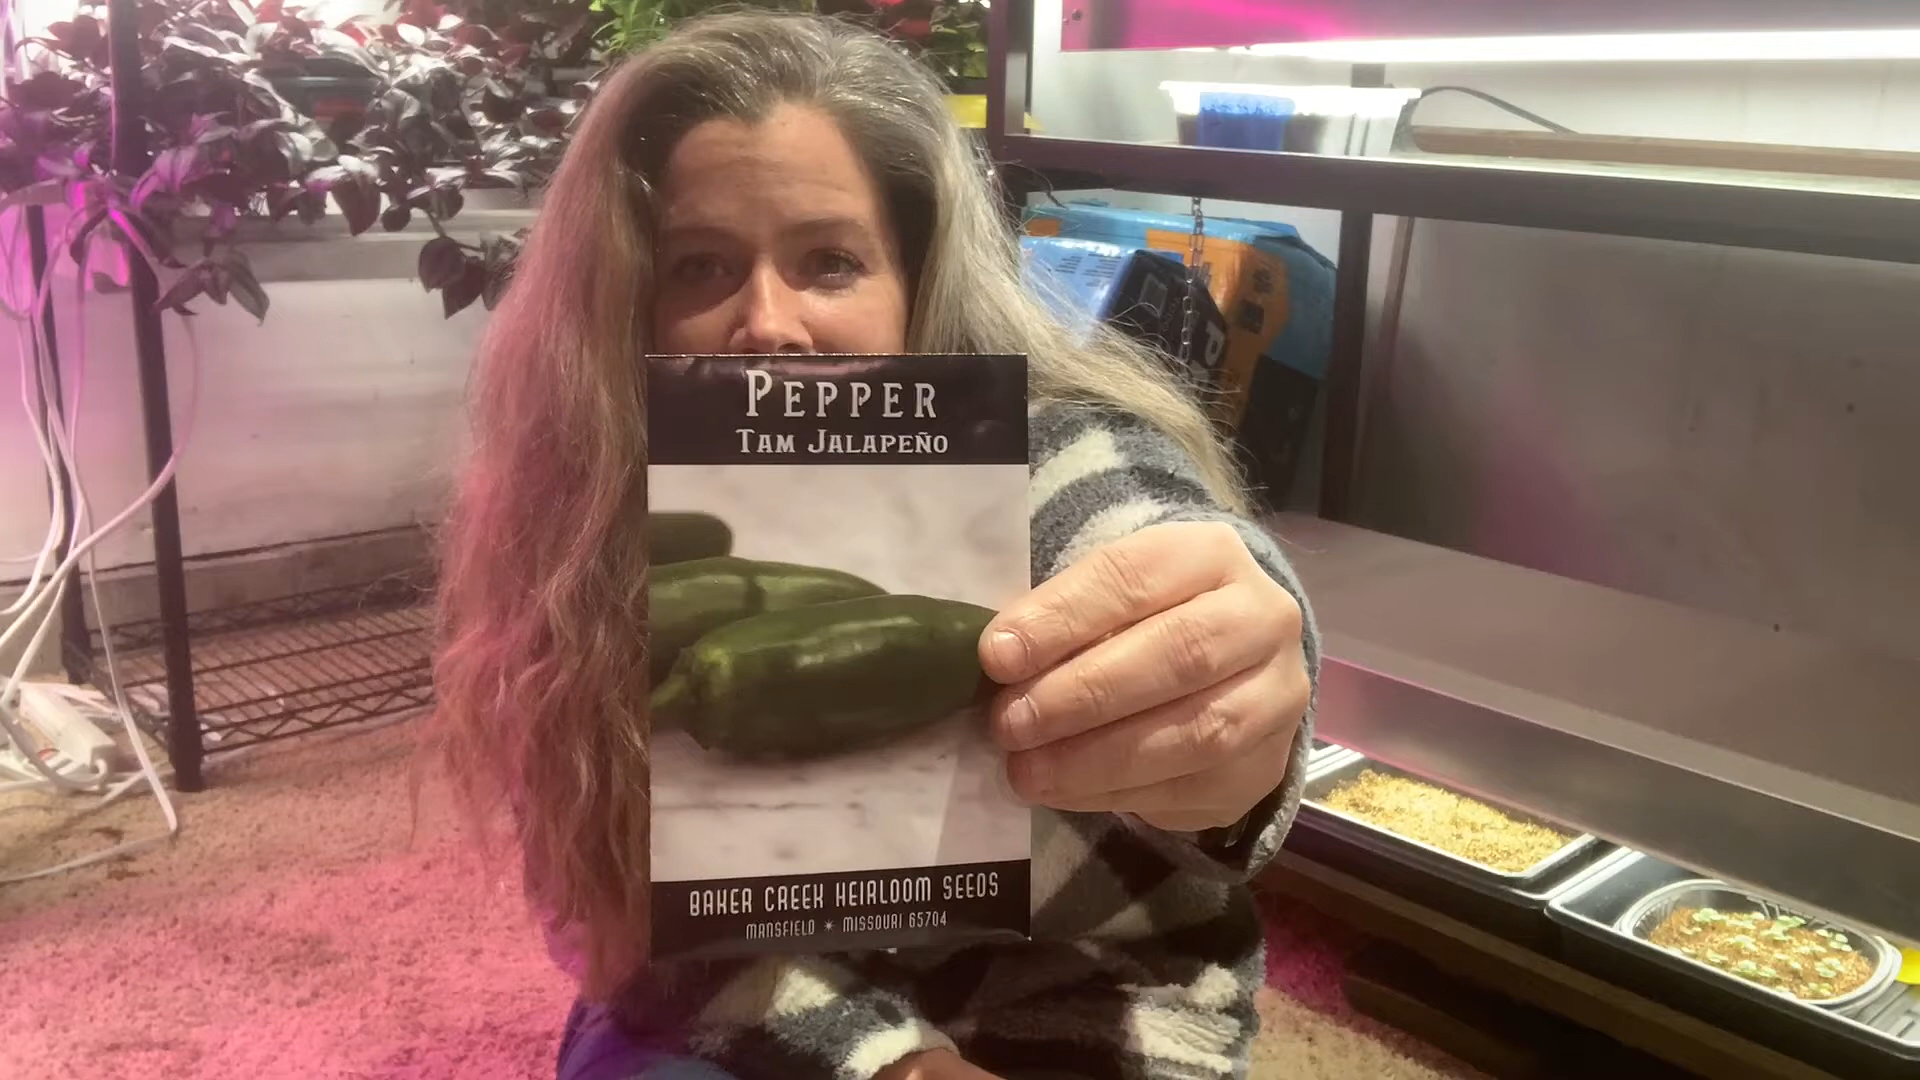 PEPPER
TAM JALAPEÑO
BAKER CREEK HEIRLOOM SEEDS
MANSFIELD * MISSOURI 65704